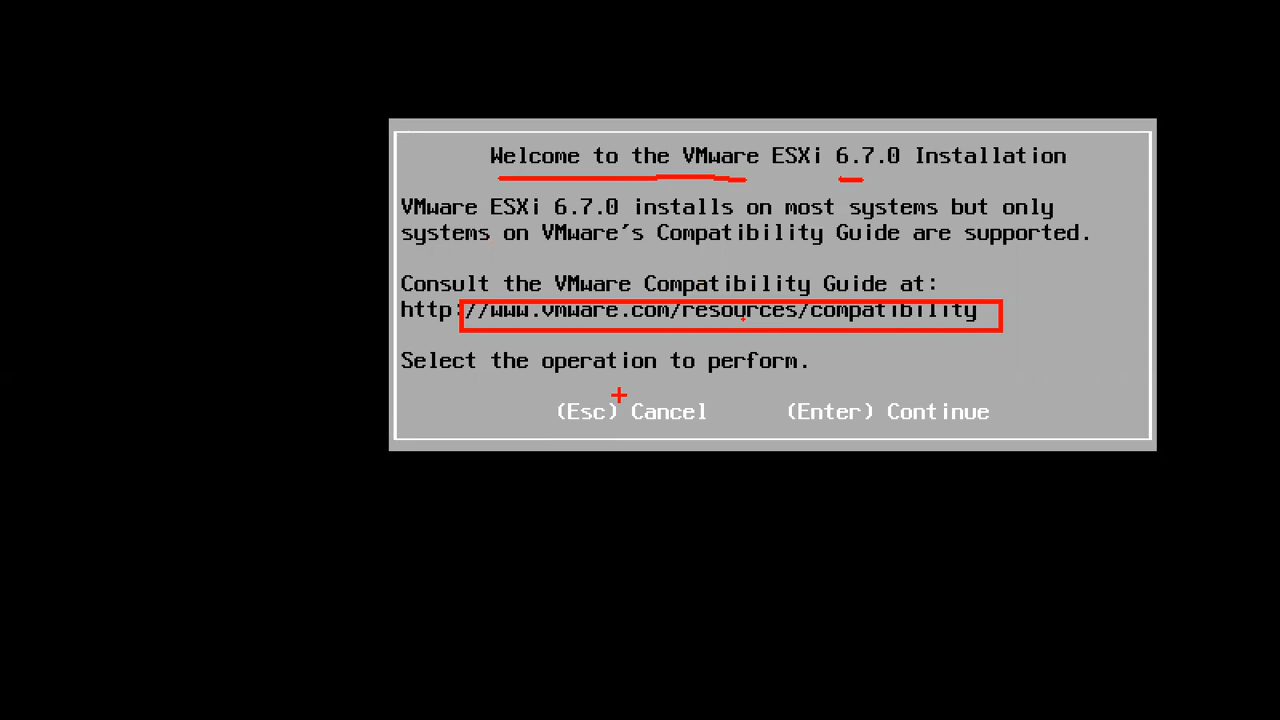 Welcome to the VMware ESXi 6.7.0 Installation
VMware ESXi 6.7.0 installs on most systems but only
systems on VMware's Compatibility Guide are supported.
Consult the VMware Compatibility Guide at:
http://www.vmware.com/resources/compatibility
Select the operation to perform.
(Esc) Cancel (Enter) Continue